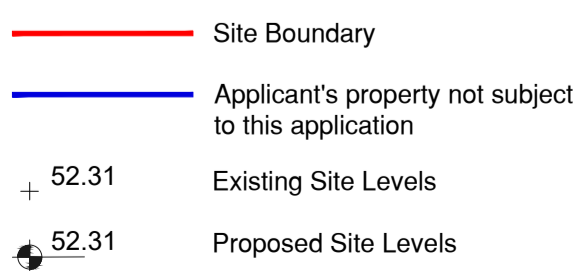 Site Boundary
Applicant's property not subject
to this application
52.31 Existing Site Levels
52.31 Proposed Site Levels